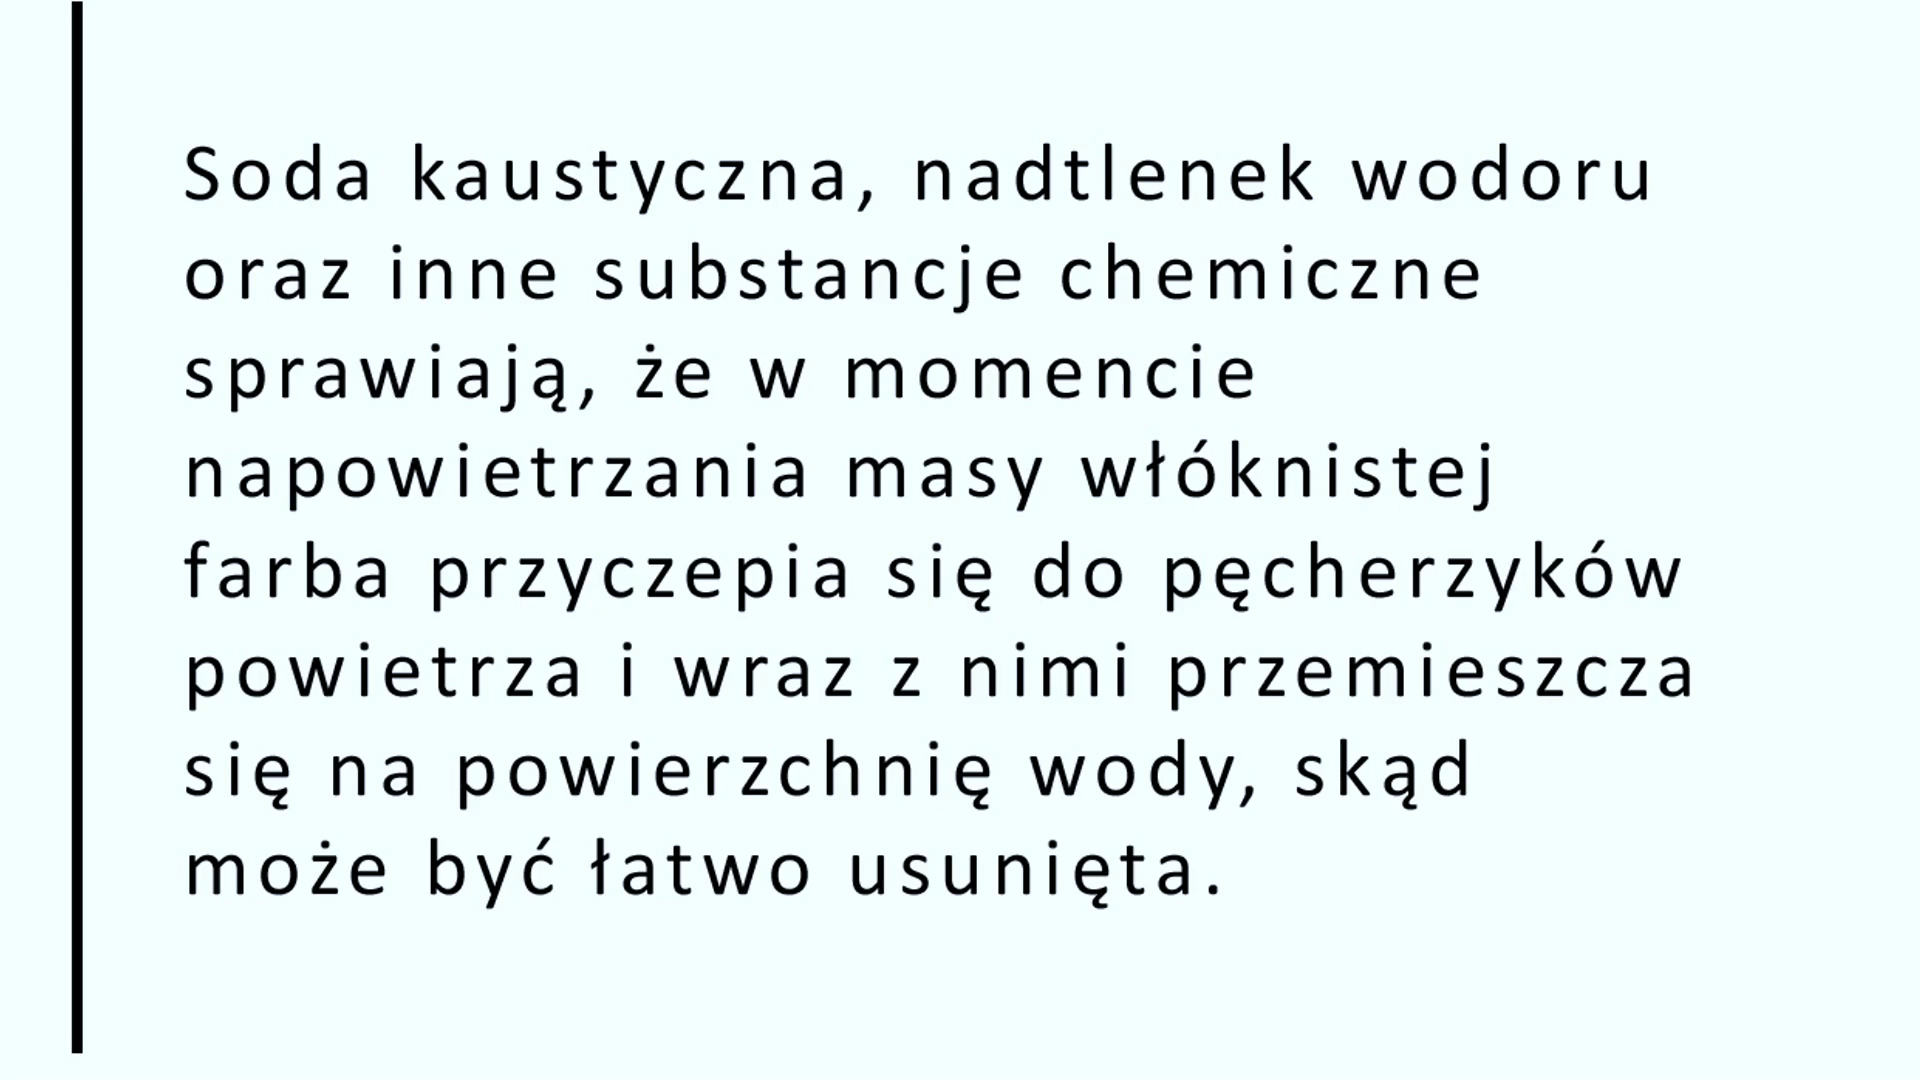 Soda kaustyczna, nadtlenek wodoru
oraz inne substancje chemiczne
sprawiają, że w momencie
napowietrzania masy włóknistej
farba przyczepia się do pęcherzyków
powietrza i wraz z nimi przemieszcza
się na powierzchnię wody, skąd
może być łatwo usunięta.